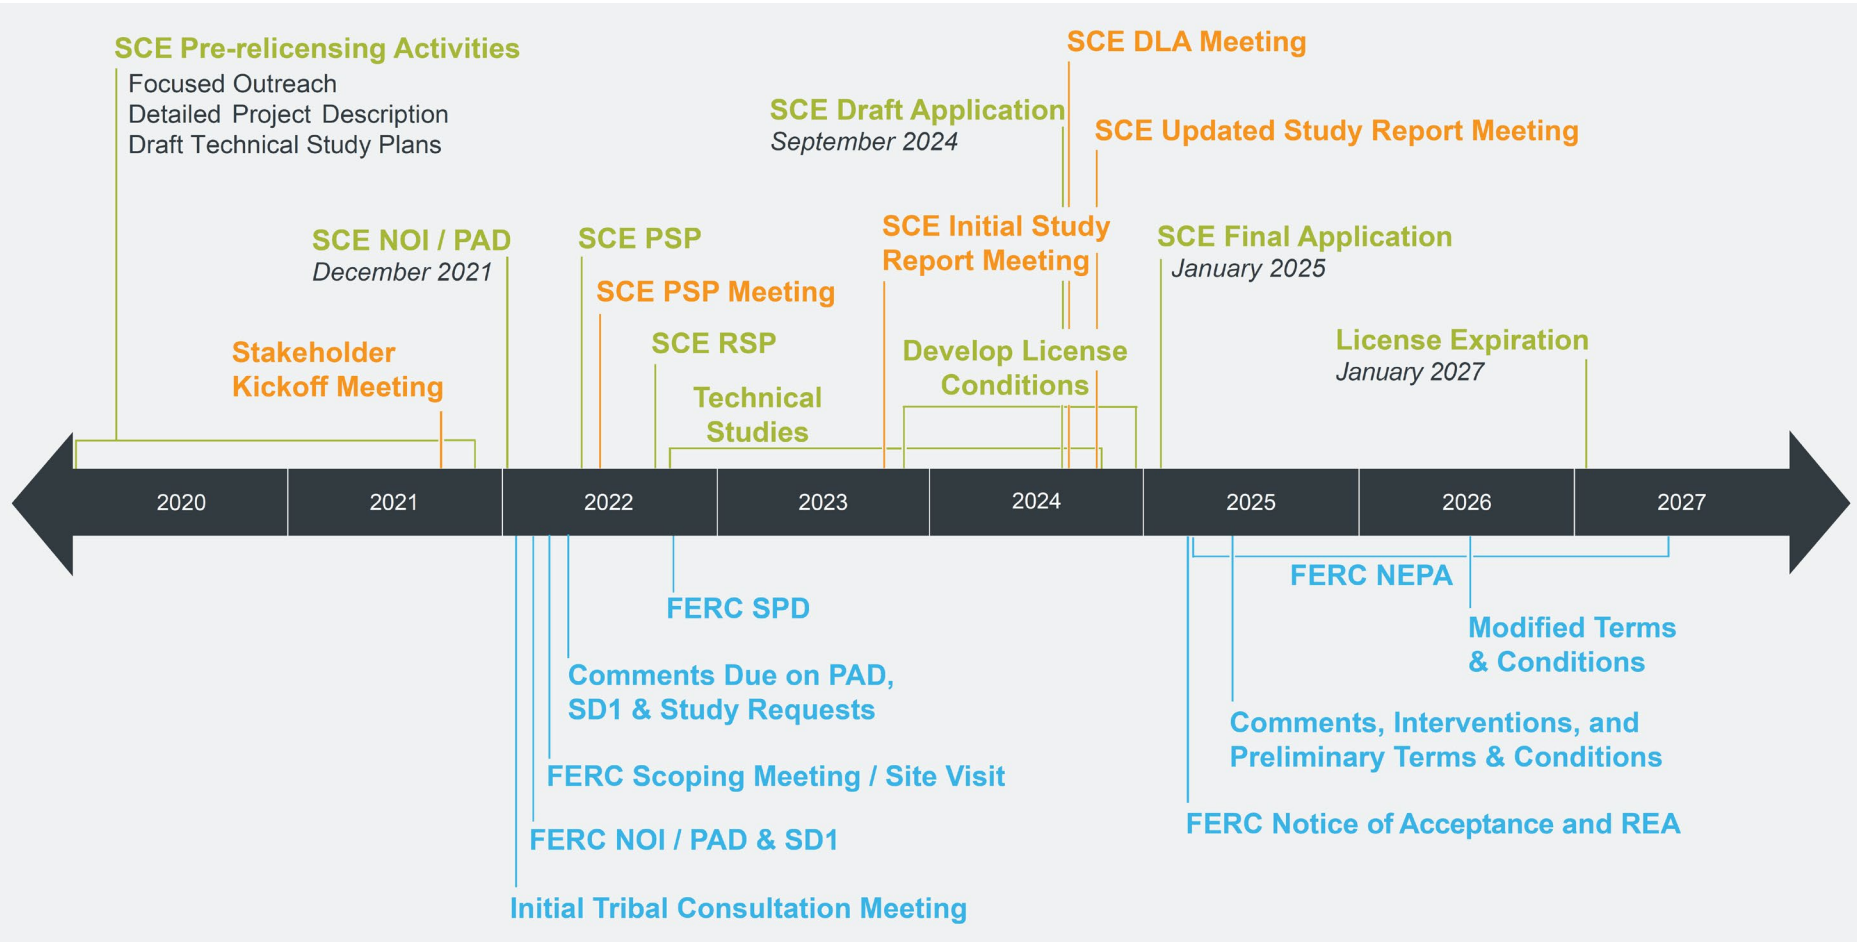 SCE Pre-relicensing Activities
Focused Outreach
Detailed Project Description
Draft Technical Study Plans
SCE DLA Meeting
SCE Draft Application
September 2024
SCE Updated Study Report Meeting
SCE NOI / PAD
December 2021
SCE PSP
SCE PSP Meeting
SCE Initial Study
Report Meeting
SCE Final Application
January 2025
Stakeholder
Kickoff Meeting
SCE RSP
Technical
Studies
Develop License
Conditions
License Expiration
January 2027
2020
2021
2022
2023
2024
2025
2026
2027
FERC SPD
FERC NEPA
Comments Due on PAD,
SD1 & Study Requests
Modified Terms
& Conditions
FERC Scoping Meeting / Site Visit
Comments, Interventions, and
Preliminary Terms & Conditions
FERC NOI / PAD & SD1
FERC Notice of Acceptance and REA
Initial Tribal Consultation Meeting